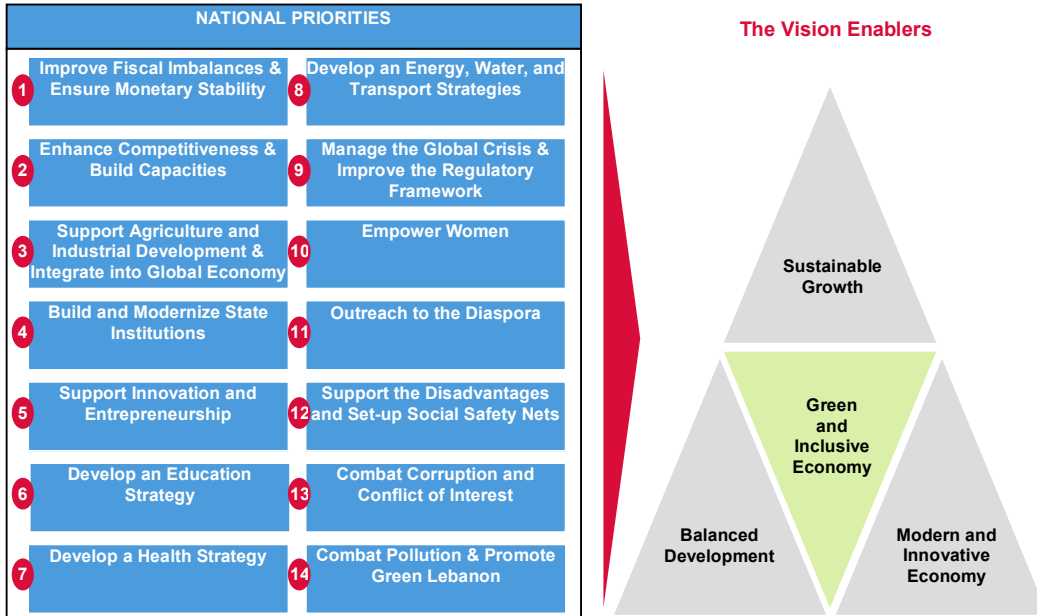 NATIONAL PRIORITIES
1
Improve Fiscal Imbalances &
Ensure Monetary Stability
2
Enhance Competitiveness &
Build Capacities
3
Support Agriculture and
Industrial Development &
Integrate into Global Economy
4
Build and Modernize State
Institutions
5
Support Innovation and
Entrepreneurship
6
Develop an Education
Strategy
7
Develop a Health Strategy
8
Develop an Energy, Water, and
Transport Strategies
9
Manage the Global Crisis &
Improve the Regulatory
Framework
10
Empower Women
11
Outreach to the Diaspora
12
Support the Disadvantages
and Set-up Social Safety Nets
13
Combat Corruption and
Conflict of Interest
14
Combat Pollution & Promote
Green Lebanon
The Vision Enablers
Sustainable
Growth
Green
and
Inclusive
Economy
Balanced
Development
Modern and
Innovative
Economy